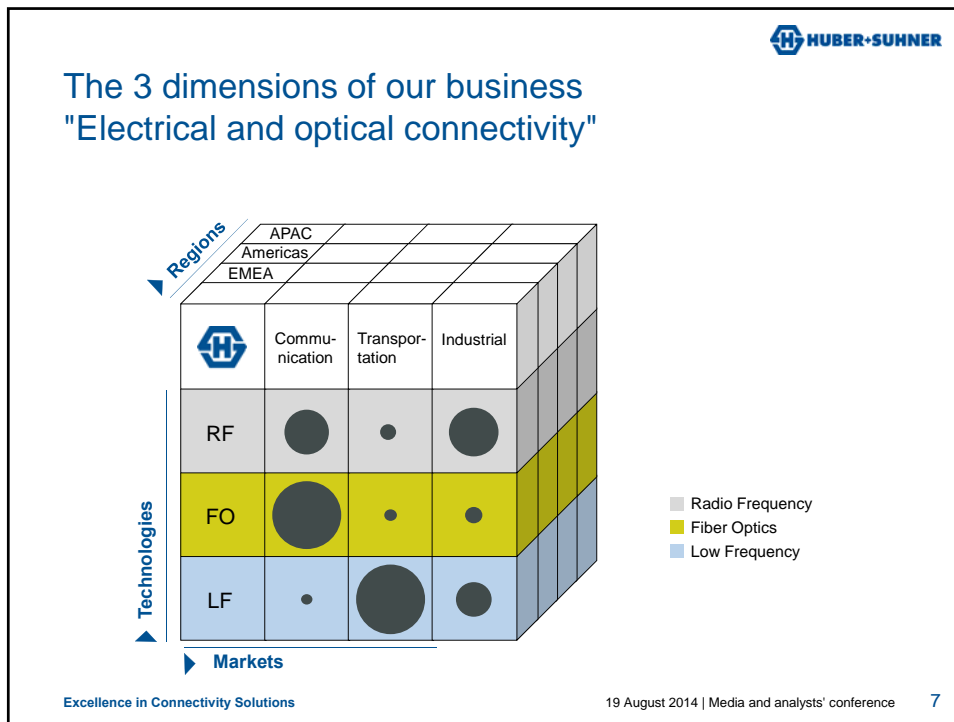 HUBER+SUHNER
The 3 dimensions of our business
"Electrical and optical connectivity"
Regions
APAC
Americas
EMEA
Commu-
nication
Transpor-
tation
Industrial
RF
FO
LF
Technologies
Markets
Radio Frequency
Fiber Optics
Low Frequency
Excellence in Connectivity Solutions
19 August 2014 | Media and analysts' conference 7